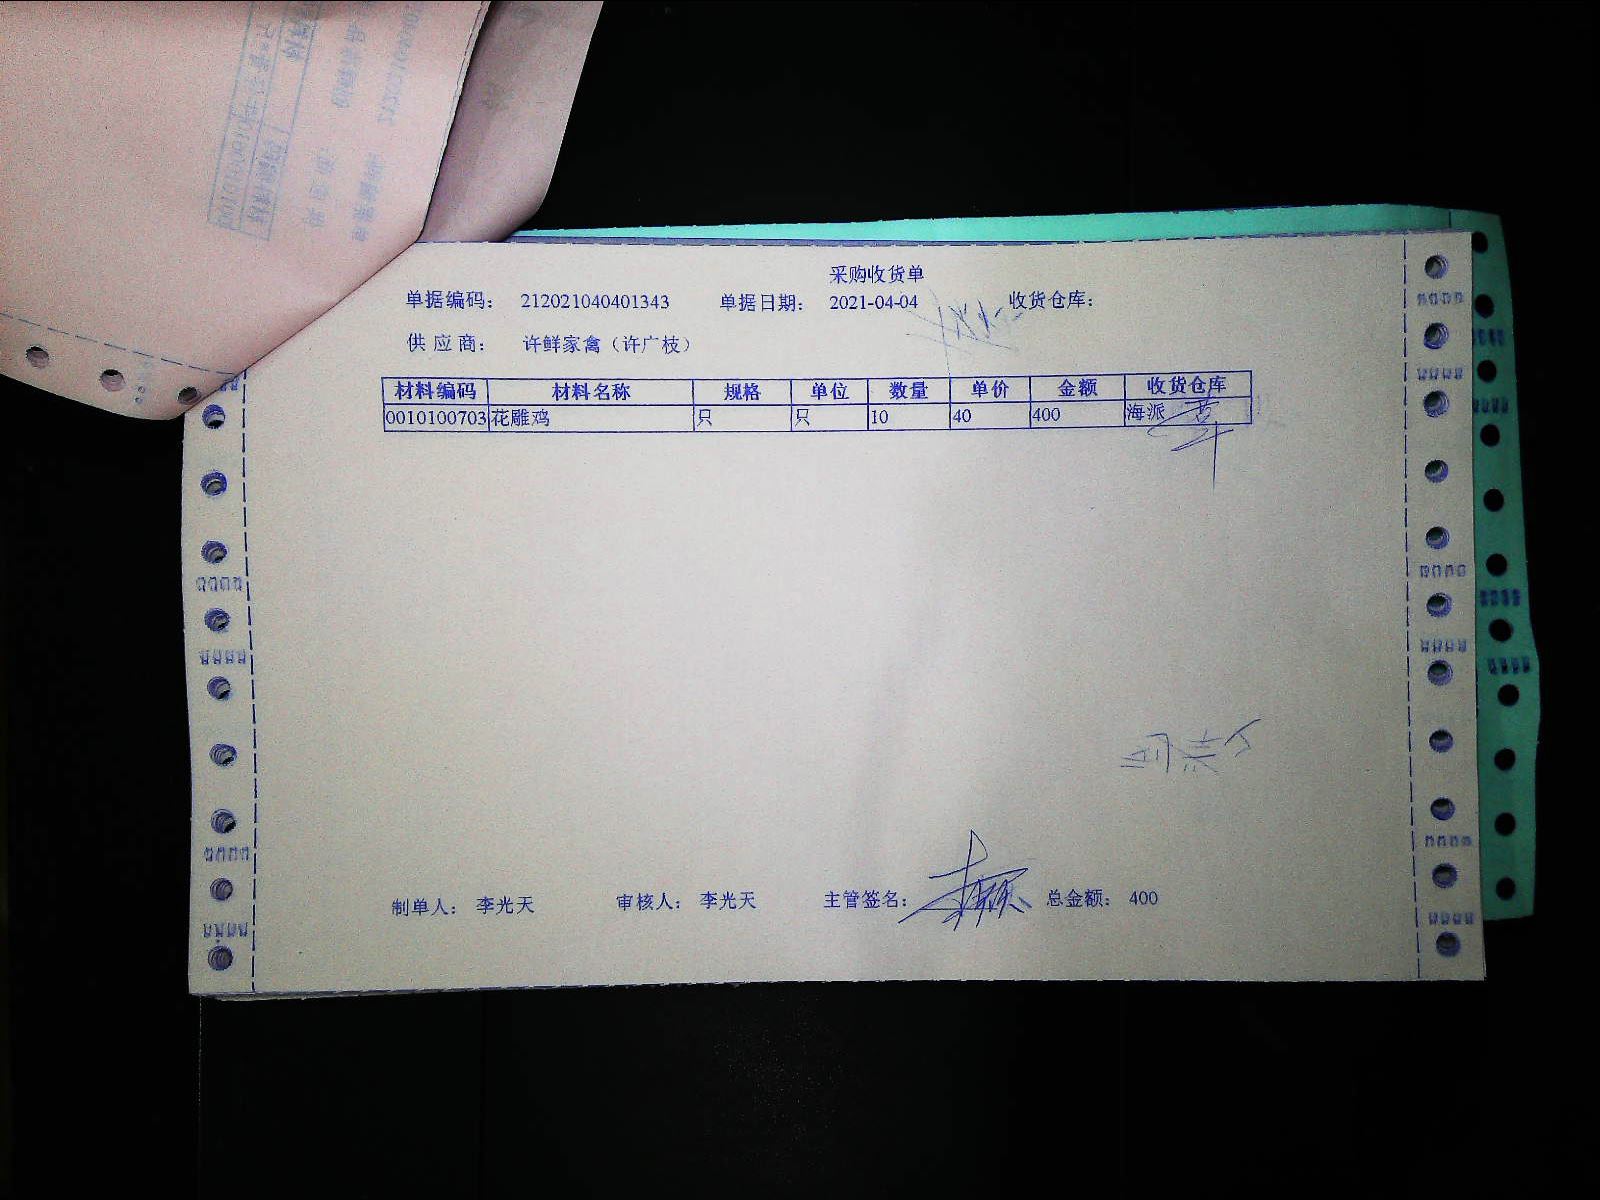 采购收货单
单据编码： 212021040401343 单据日期： 2021-04-04 收货仓库：
供应商： 许鲜家禽（许广枝）
材料编码 材料名称 规格 单位 数量 单价 金额 收货仓库
0010100703 花雕鸡 只 只 10 40 400 海派
制单人： 李光天 审核人： 李光天 主管签名： 总金额： 400